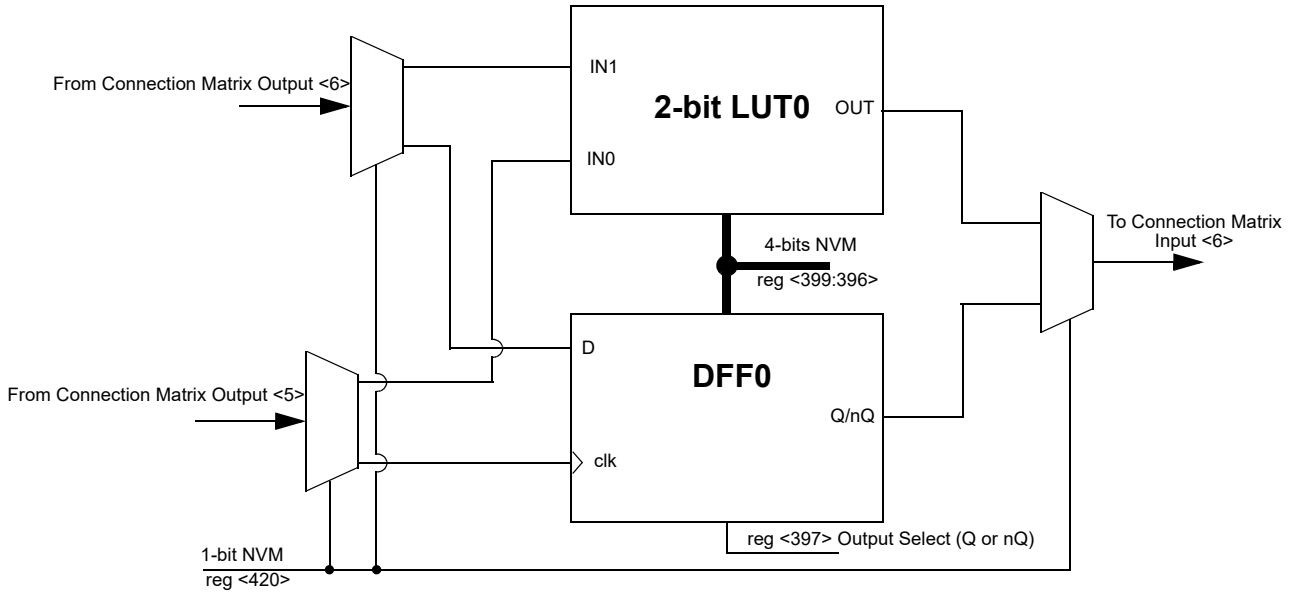 From Connection Matrix Output <6>
IN1
2-bit LUT0
OUT
IN0
To Connection Matrix
Input <6>
4-bits NVM
reg <399:396>
D
DFF0
From Connection Matrix Output <5>
Q/nQ
clk
reg <397> Output Select (Q or nQ)
1-bit NVM
reg <420>